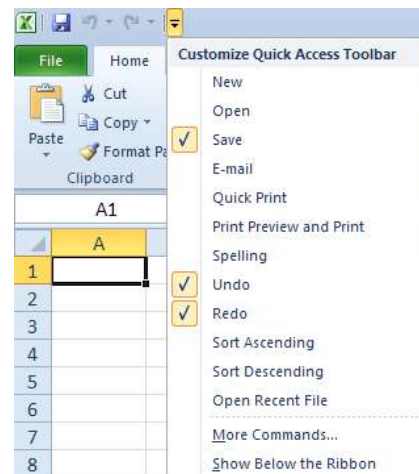 File Home
Customize Quick Access Toolbar
Cut
Copy
Paste
Format Pa
Clipboard
A1
A
1
2
3
4
5
6
7
8
New
Open
Save
E-mail
Quick Print
Print Preview and Print
Spelling
Undo
Redo
Sort Ascending
Sort Descending
Open Recent File
More Commands...
Show Below the Ribbon